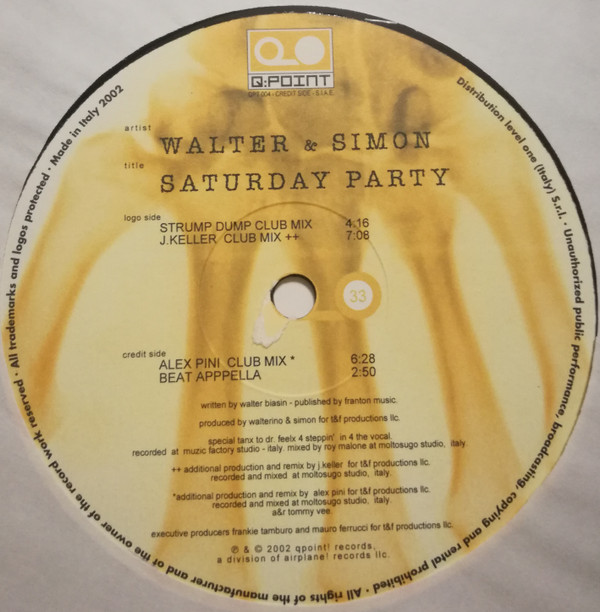 Q:POINT
QPT 004 - CREDIT SIDE - S.I.A.E.
artist
WALTER & SIMON
title
SATURDAY PARTY
logo side
STRUMP DUMP CLUB MIX 4:16
J.KELLER CLUB MIX ++ 7:08
33
credit side
ALEX PINI CLUB MIX * 6:28
BEAT APPPELLA 2:50
written by walter biasin - published by franton music.
produced by walterino & simon for t&f productions llc.
special tanx to dr. feelx 4 steppin' in 4 the vocal.
recorded at muzic factory studio - italy. mixed by roy malone at moltosugo studio, italy.
++ additional production and remix by j.keller for t&f productions llc.
recorded and mixed at moltosugo studio, italy.
*additional production and remix by alex pini for t&f productions llc.
recorded and mixed at moltosugo studio, italy.
a&r tommy vee.
executive producers frankie tamburo and mauro ferrucci for t&f productions llc.
℗ & © 2002 qpoint! records,
a division of airplane! records llc.
Distribution level one (Italy) S.r.l. · Unauthorized public performance, broadcasting, copying and rental prohibited · All rights of the manufacturer and of the owner of the record work reserved · All trademarks and logos protected · Made in Italy 2002